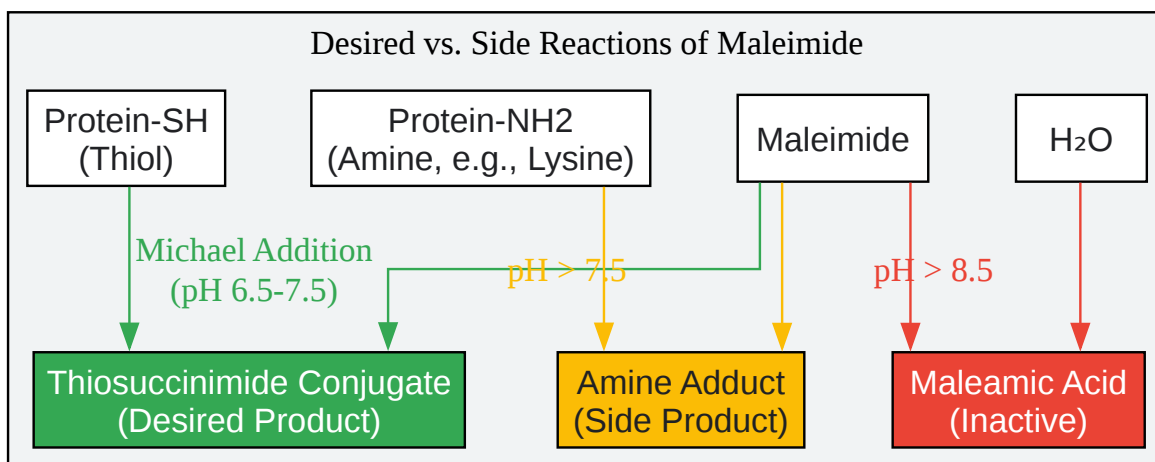 Desired vs. Side Reactions of Maleimide
Protein-SH
(Thiol)
Protein-NH2
(Amine, e.g., Lysine)
Maleimide
H₂O
Michael Addition
(pH 6.5-7.5)
pH > 7.5
pH > 8.5
Thiosuccinimide Conjugate
(Desired Product)
Amine Adduct
(Side Product)
Maleamic Acid
(Inactive)